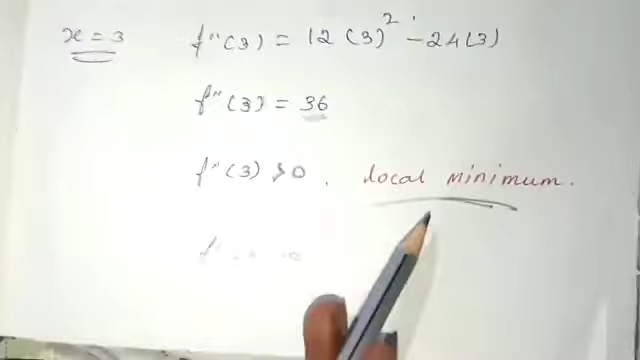 x = 3 f''(3) = 12(3)² - 24(3)
f''(3) = 36
f''(3) > 0. local minimum.